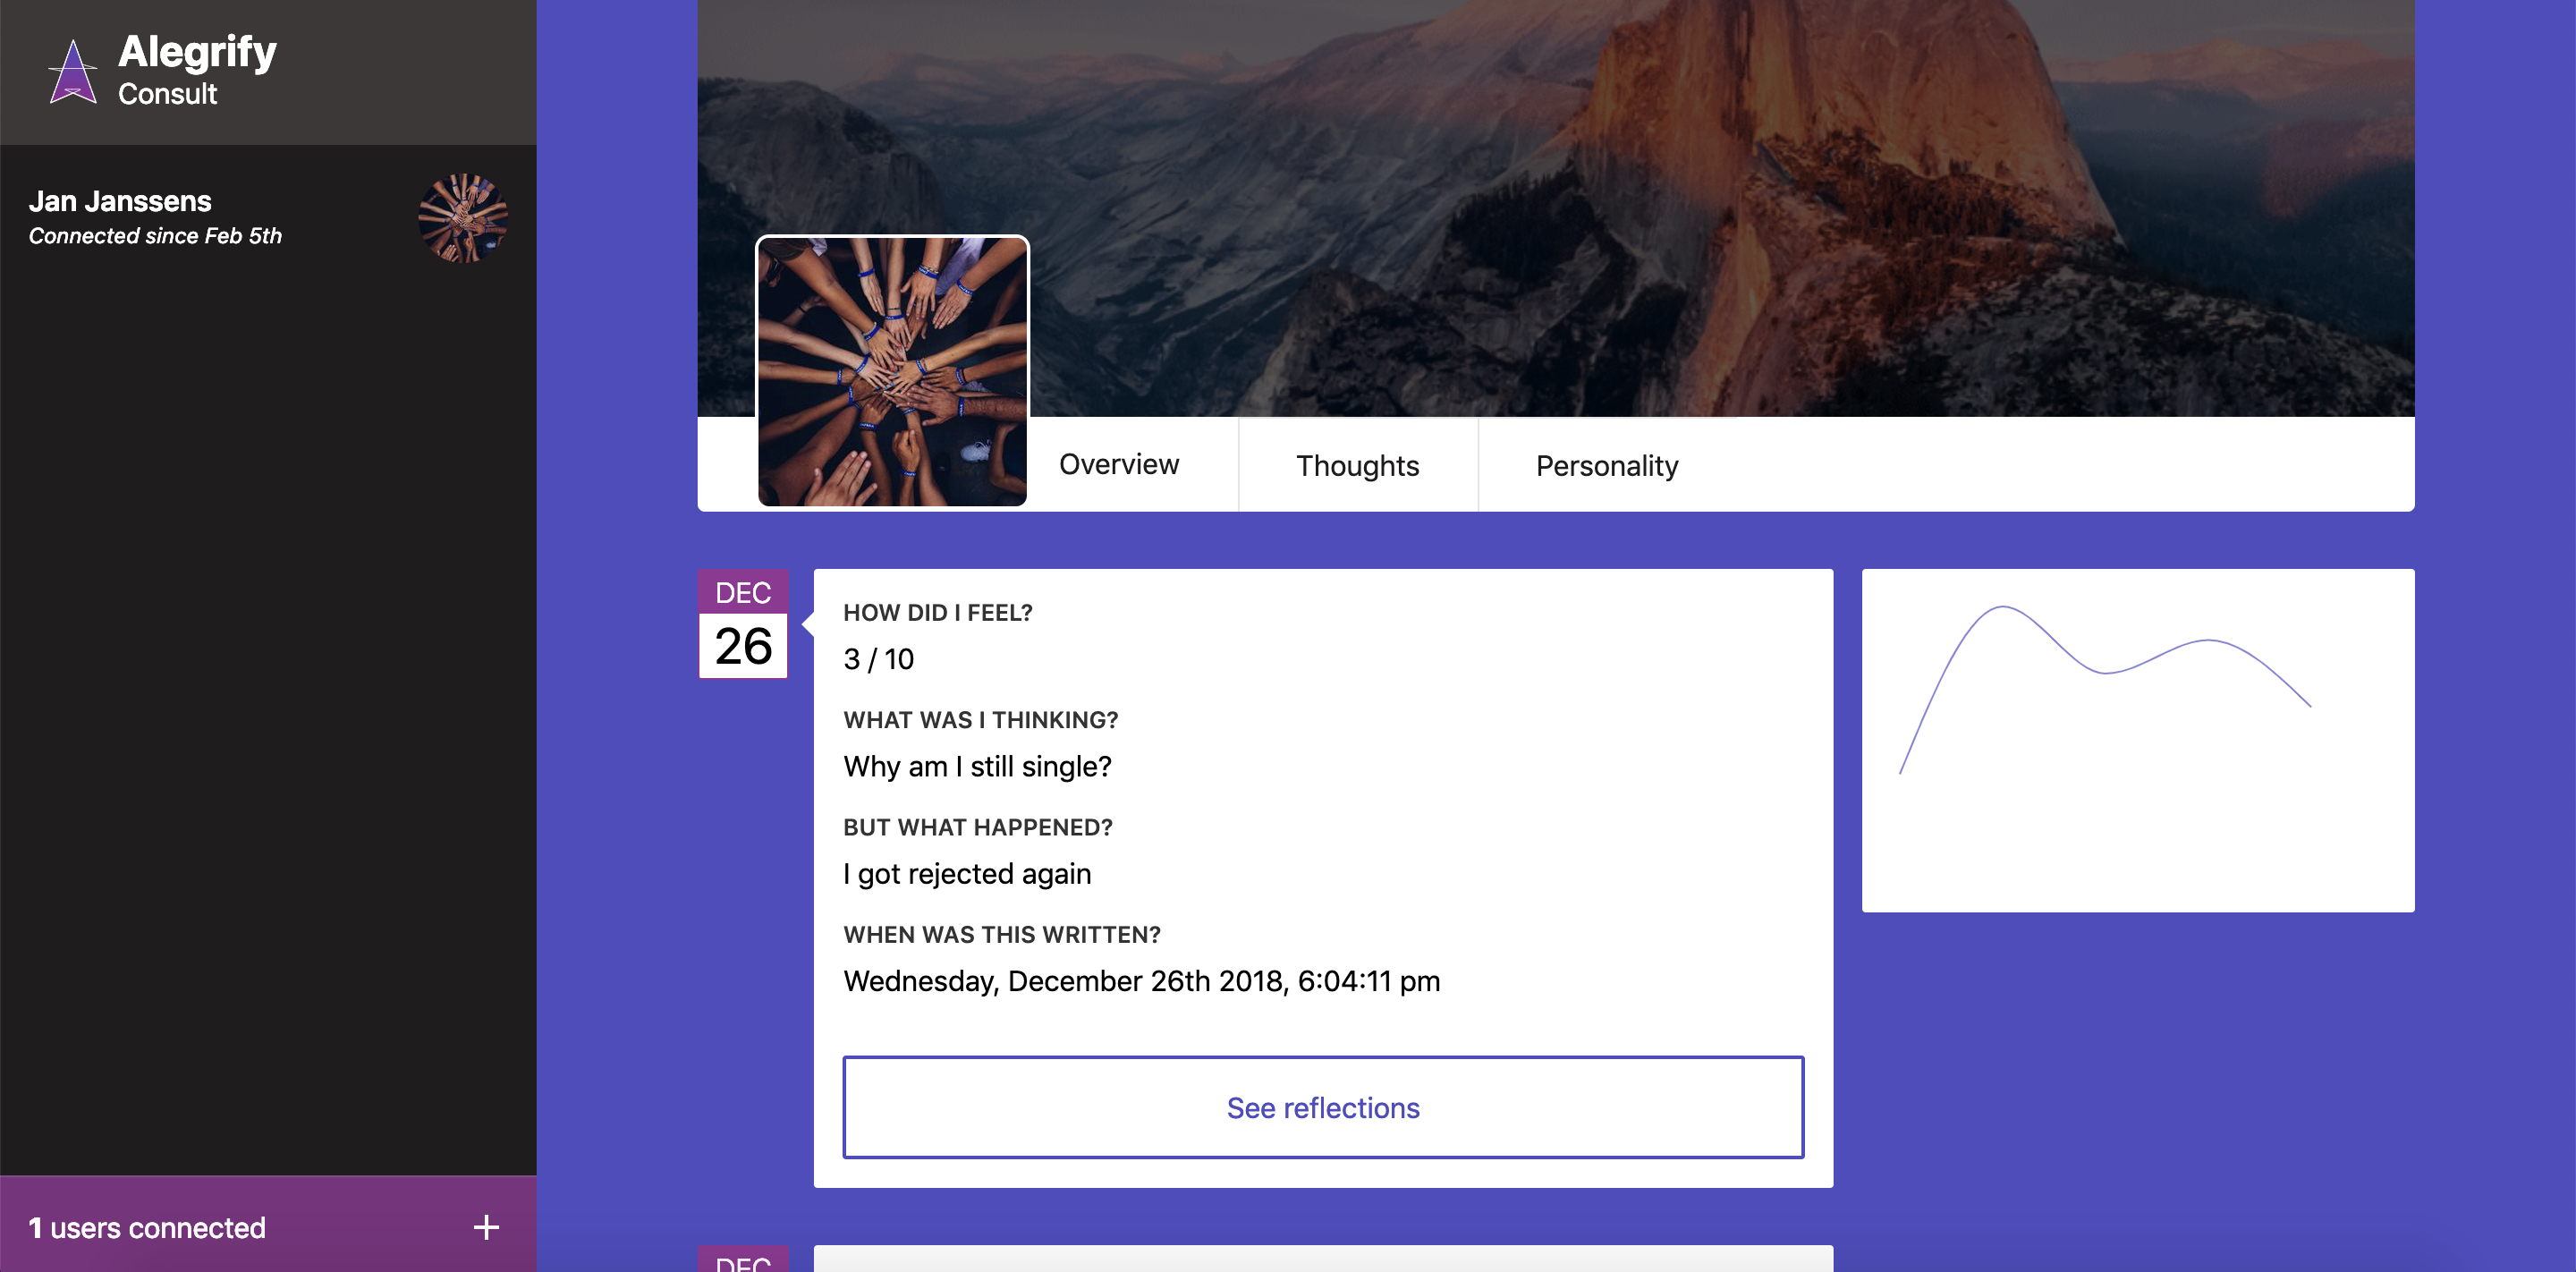 Alegrify
Consult
Jan Janssens
Connected since Feb 5th
1 users connected
+
Overview
Thoughts
Personality
DEC
26
HOW DID I FEEL?
3 / 10
WHAT WAS I THINKING?
Why am I still single?
BUT WHAT HAPPENED?
I got rejected again
WHEN WAS THIS WRITTEN?
Wednesday, December 26th 2018, 6:04:11 pm
See reflections
DEC